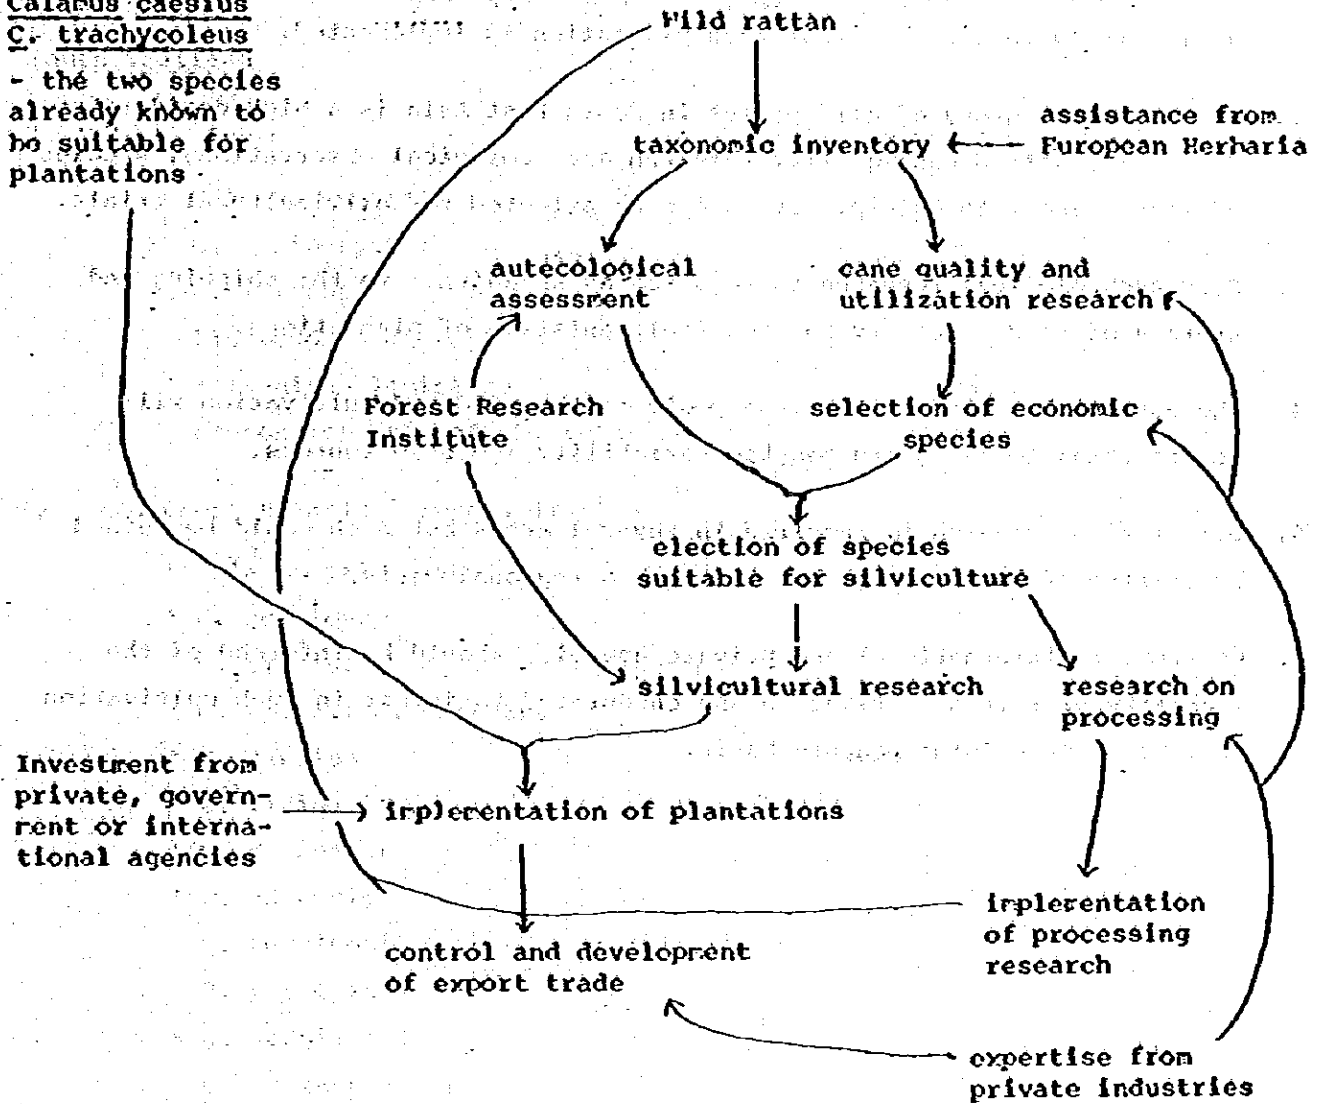 Calamus caesius
C. trachycoleus
- the two species
already known to
be suitable for
plantations
Wild rattan
assistance from
European Herbaria
taxonomic inventory
autecological
assessment
cane quality and
utilization research
Forest Research
Institute
selection of economic
species
election of species
suitable for silviculture
silvicultural research
research on
processing
Investment from
private, govern-
ment or interna-
tional agencies
implementation of plantations
implementation
of processing
research
control and development
of export trade
expertise from
private industries